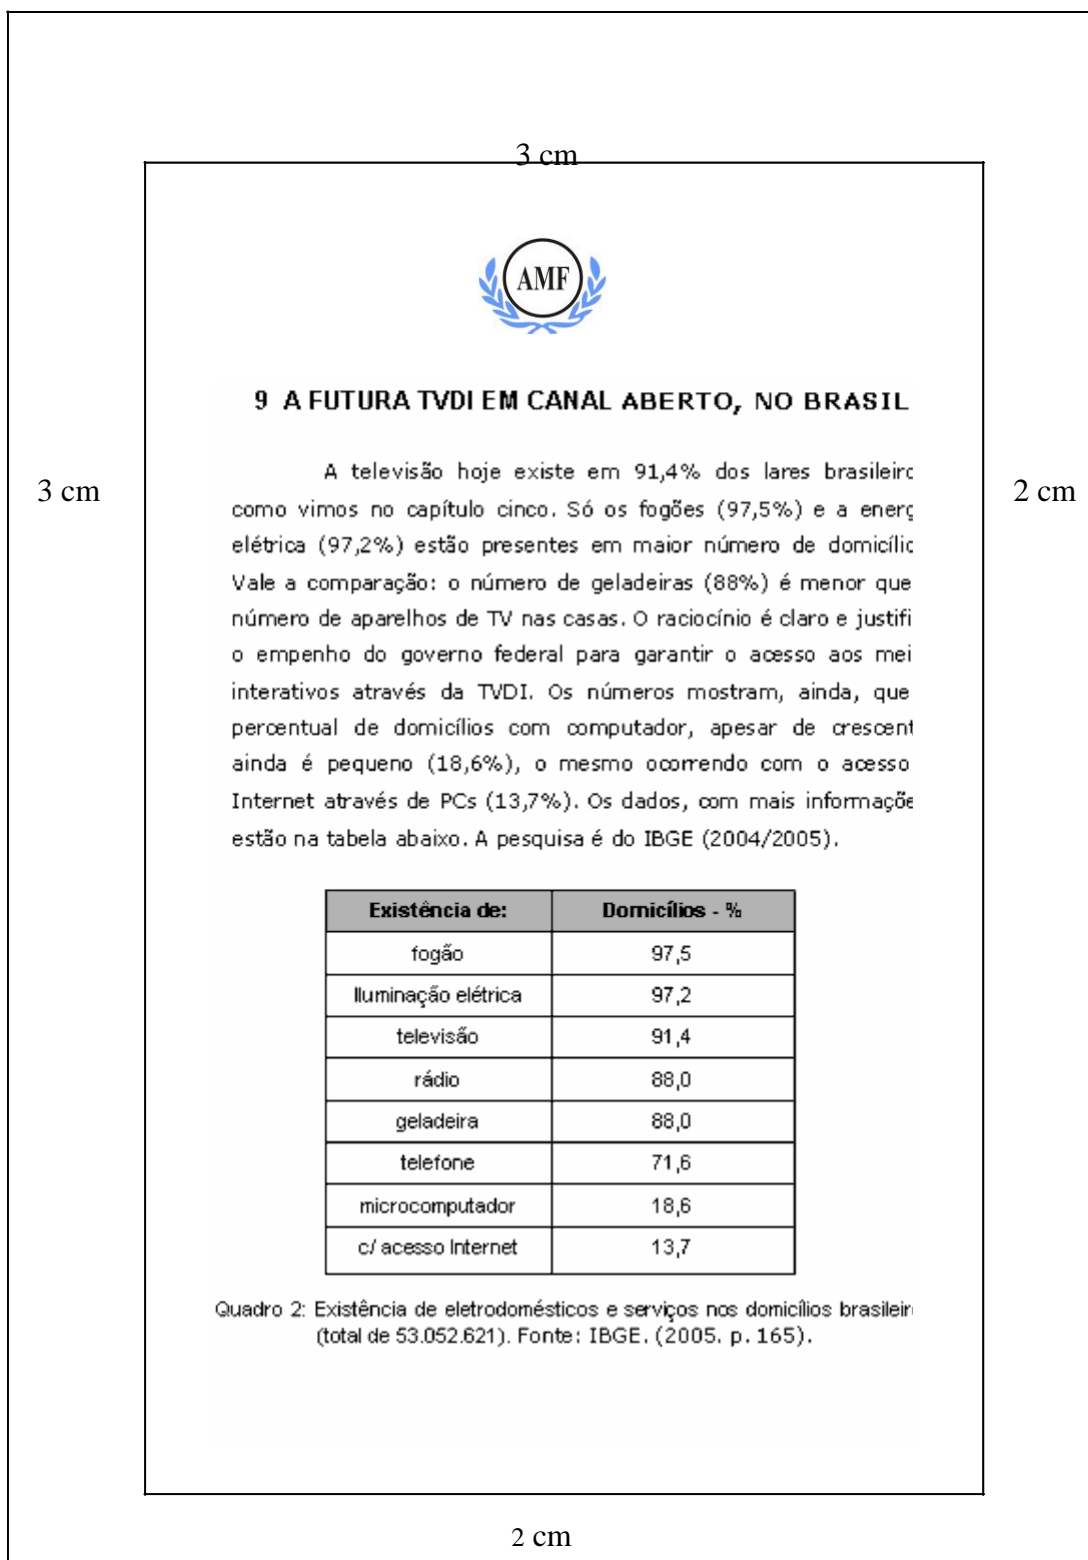 3 cm
AMF
9 A FUTURA TVDI EM CANAL ABERTO, NO BRASIL
3 cm
2 cm
A televisão hoje existe em 91,4% dos lares brasileiro
como vimos no capítulo cinco. Só os fogões (97,5%) e a energ
elétrica (97,2%) estão presentes em maior número de domicílio
Vale a comparação: o número de geladeiras (88%) é menor que
número de aparelhos de TV nas casas. O raciocínio é claro e justifi
o empenho do governo federal para garantir o acesso aos mei
interativos através da TVDI. Os números mostram, ainda, que
percentual de domicílios com computador, apesar de crescent
ainda é pequeno (18,6%), o mesmo ocorrendo com o acesso
Internet através de PCs (13,7%). Os dados, com mais informaçõe
estão na tabela abaixo. A pesquisa é do IBGE (2004/2005).
Existência de: Domicílios - %
fogão 97,5
Iluminação elétrica 97,2
televisão 91,4
rádio 88,0
geladeira 88,0
telefone 71,6
microcomputador 18,6
c/ acesso Internet 13,7
Quadro 2: Existência de eletrodomésticos e serviços nos domicílios brasileir
(total de 53.052.621). Fonte: IBGE. (2005. p. 165).
2 cm